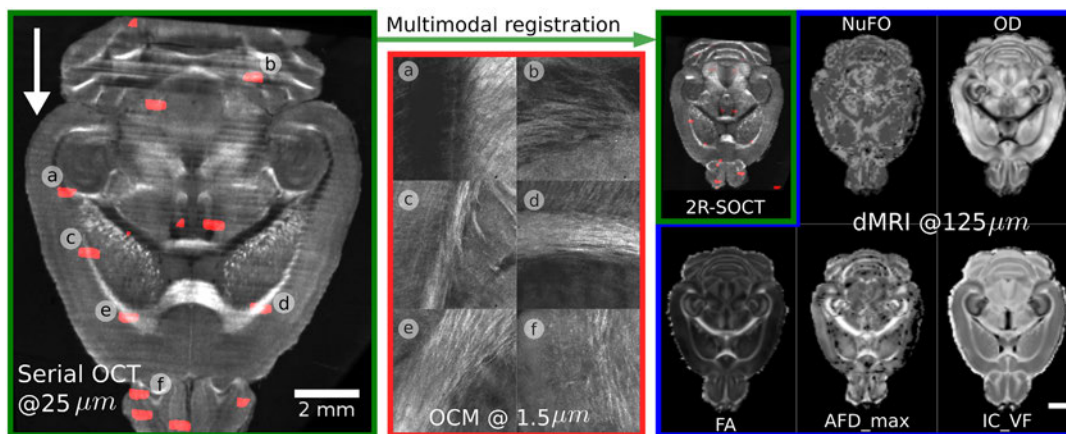 Multimodal registration
b
a
c
e
d
f
Serial OCT
@25 μm
2 mm
a
b
c
d
e
f
OCM @ 1.5μm
2R-SOCT
NuFO
OD
dMRI @125μm
FA
AFD_max
IC_VF